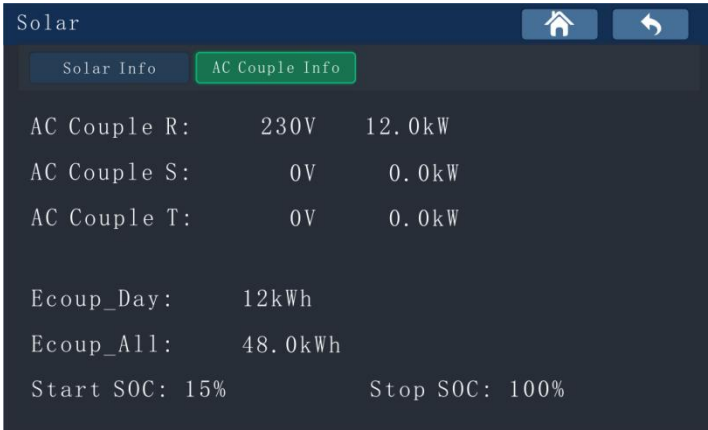 Solar
Solar Info AC Couple Info
AC Couple R: 230V 12.0kW
AC Couple S: 0V 0.0kW
AC Couple T: 0V 0.0kW
Ecoup_Day: 12kWh
Ecoup_All: 48.0kWh
Start SOC: 15% Stop SOC: 100%